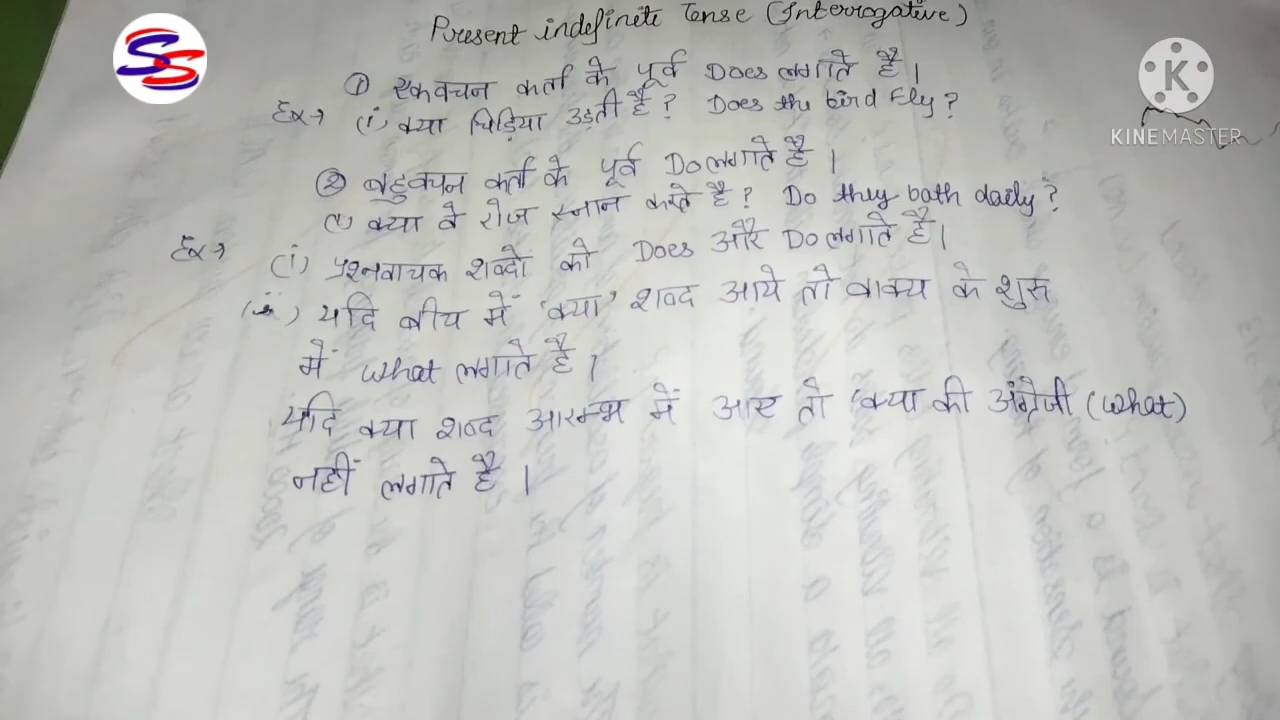 Present indefinite Tense (Interrogative)
① एकवचन कर्ता के पूर्व Does लगाते है।
Ex→ (i) क्या चिड़िया उड़ती है? Does the bird Fly?
② बहुवचन कर्ता के पूर्व Do लगाते है।
(i) क्या वे रोज स्नान करते है? Do they bath daily?
Ex→ (i) प्रश्नवाचक शब्दो को Does और Do लगाते है।
(ii) यदि बीच में 'क्या' शब्द आये तो वाक्य के शुरू
में What लगाते है।
यदि क्या शब्द आरम्भ में आए तो 'क्या की अंग्रेजी (What)
नहीं लगाते है।
SS
K
KINEMASTER